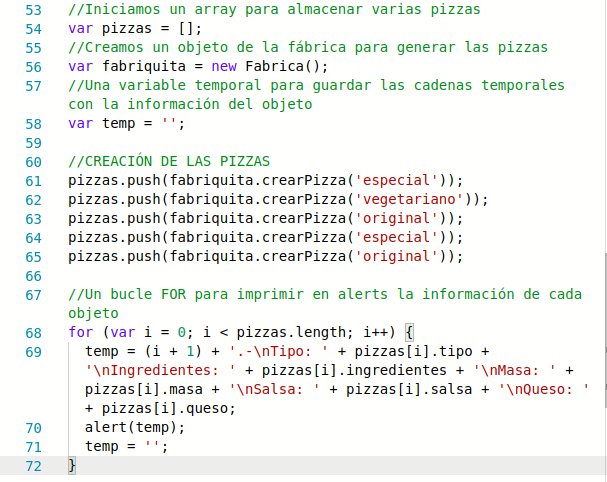 53 //Iniciamos un array para almacenar varias pizzas
54 var pizzas = [];
55 //Creamos un objeto de la fábrica para generar las pizzas
56 var fabriquita = new Fabrica();
57 //Una variable temporal para guardar las cadenas temporales
con la información del objeto
58 var temp = '';
59
60 //CREACIÓN DE LAS PIZZAS
61 pizzas.push(fabriquita.crearPizza('especial'));
62 pizzas.push(fabriquita.crearPizza('vegetariano'));
63 pizzas.push(fabriquita.crearPizza('original'));
64 pizzas.push(fabriquita.crearPizza('especial'));
65 pizzas.push(fabriquita.crearPizza('original'));
66
67 //Un bucle FOR para imprimir en alerts la información de cada
objeto
68 for (var i = 0; i < pizzas.length; i++) {
69 temp = (i + 1) + '.-\nTipo: ' + pizzas[i].tipo +
'\nIngredientes: ' + pizzas[i].ingredientes + '\nMasa: ' +
pizzas[i].masa + '\nSalsa: ' + pizzas[i].salsa + '\nQueso: '
+ pizzas[i].queso;
70 alert(temp);
71 temp = '';
72 }